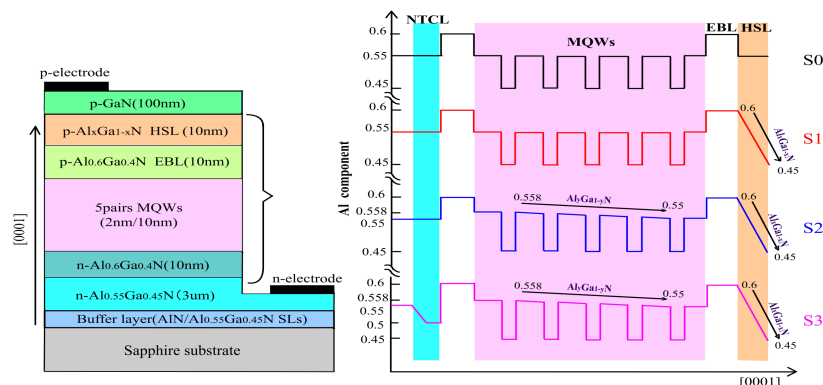 p-electrode
p-GaN(100nm)
p-AlxGa1-xN HSL (10nm)
p-Al0.6Ga0.4N EBL(10nm)
5pairs MQWs
(2nm/10nm)
n-Al0.6Ga0.4N(10nm)
n-electrode
n-Al0.55Ga0.45N(3um)
Buffer layer(AlN/Al0.55Ga0.45N SLs)
Sapphire substrate
[0001]
Al component
NTCL
MQWs
EBL HSL
0.6
0.55
0.45
S0
0.6
0.55
0.45
0.6
AlxGa1-xN
0.45
S1
0.6
0.558
0.55
0.45
0.558
AlyGa1-yN
0.55
0.6
AlxGa1-xN
0.45
S2
0.6
0.558
0.55
0.5
0.45
0.558
AlyGa1-yN
0.55
0.6
AlxGa1-xN
0.45
S3
[0001]